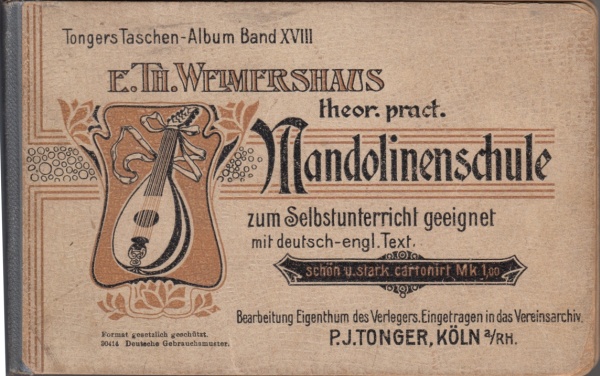 Tongers Taschen-Album Band XVIII
E. TH. WEIMERSHAUS
theor. pract.
Mandolinenschule
zum Selbstunterricht geeignet
mit deutsch-engl. Text.
schön u. stark cartonirt Mk 1,00
Bearbeitung Eigenthum des Verlegers. Eingetragen in das Vereinsarchiv.
P.J. TONGER, KÖLN a/RH.
Format gesetzlich geschützt.
20414 Deutsche Gebrauchsmuster.